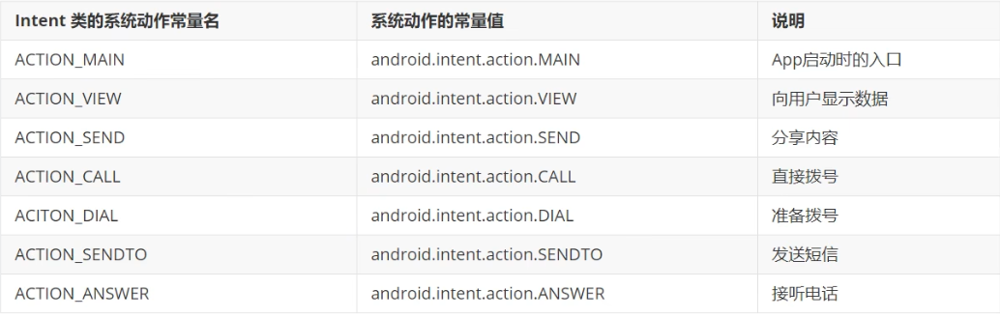 Intent 类的系统动作常量名 系统动作的常量值 说明
ACTION_MAIN android.intent.action.MAIN App启动时的入口
ACTION_VIEW android.intent.action.VIEW 向用户显示数据
ACTION_SEND android.intent.action.SEND 分享内容
ACTION_CALL android.intent.action.CALL 直接拨号
ACITON_DIAL android.intent.action.DIAL 准备拨号
ACTION_SENDTO android.intent.action.SENDTO 发送短信
ACTION_ANSWER android.intent.action.ANSWER 接听电话